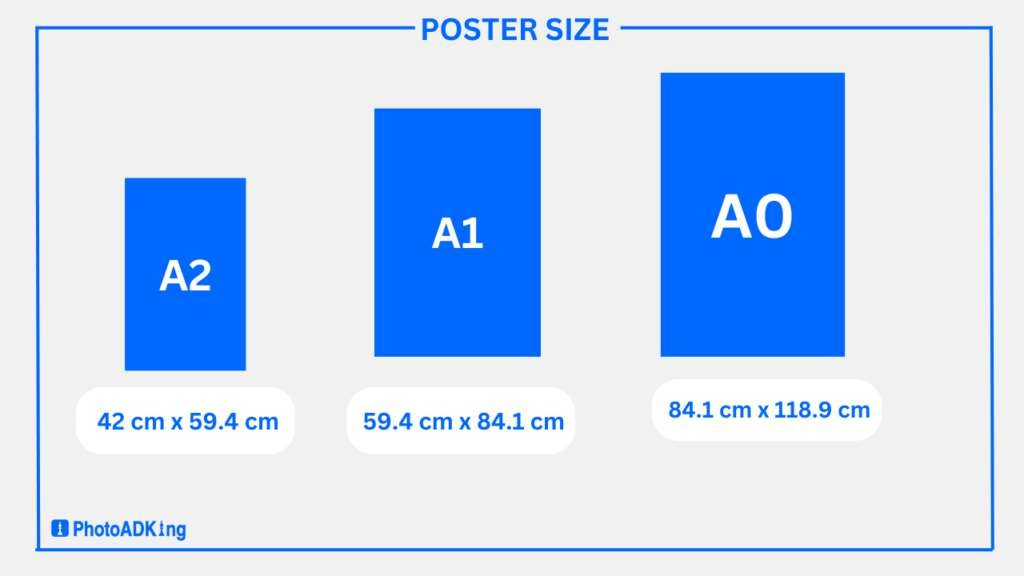 POSTER SIZE
A2
A1
A0
42 cm x 59.4 cm
59.4 cm x 84.1 cm
84.1 cm x 118.9 cm
PhotoADKing